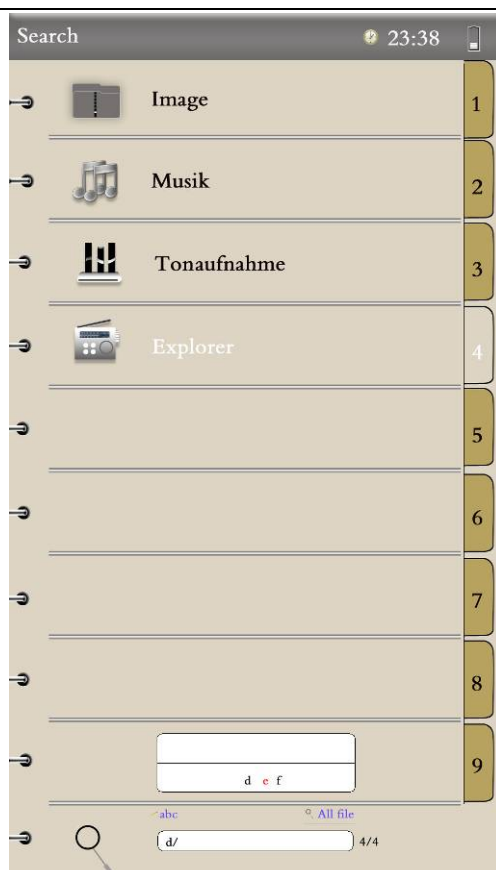 Search 23:38
Image 1
Musik 2
Tonaufnahme 3
Explorer 4
5
6
7
8
9
d e f
abc All file
d/ 4/4